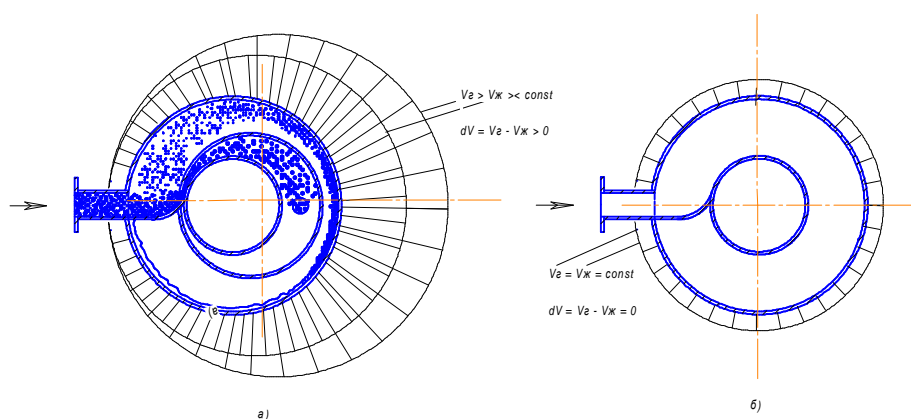 Vг > Vж >< const
dV = Vг - Vж > 0
Vг = Vж = const
dV = Vг - Vж = 0
а)
б)